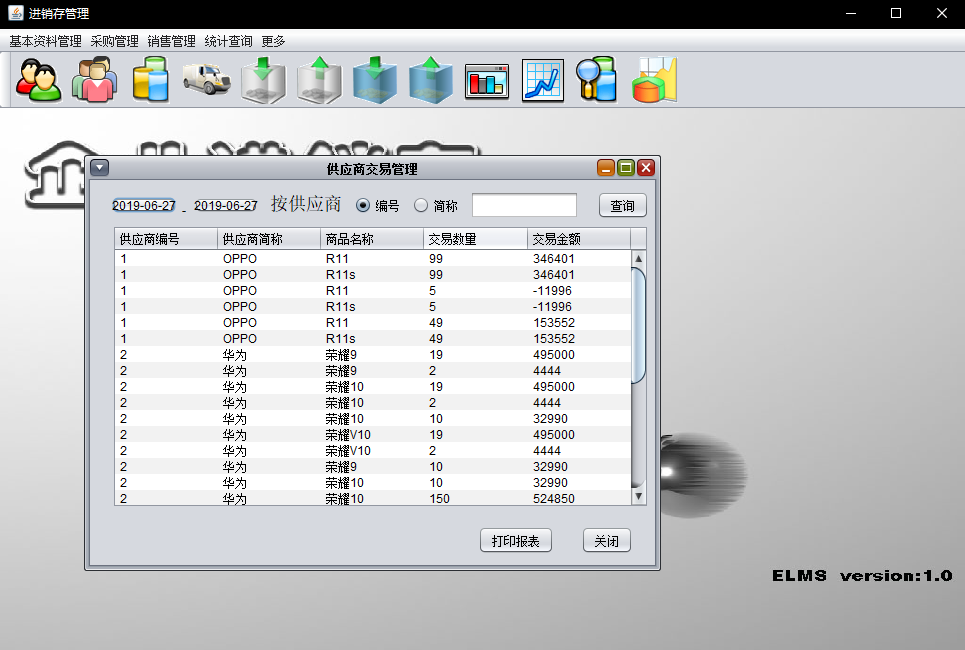 进销存管理
基本资料管理 采购管理 销售管理 统计查询 更多
供应商交易管理
2019-06-27 - 2019-06-27 按供应商 编号 简称 查询
供应商编号 供应商简称 商品名称 交易数量 交易金额
1 OPPO R11 99 346401
1 OPPO R11s 99 346401
1 OPPO R11 5 -11996
1 OPPO R11s 5 -11996
1 OPPO R11 49 153552
1 OPPO R11s 49 153552
2 华为 荣耀9 19 495000
2 华为 荣耀9 2 4444
2 华为 荣耀10 19 495000
2 华为 荣耀10 2 4444
2 华为 荣耀10 10 32990
2 华为 荣耀V10 19 495000
2 华为 荣耀V10 2 4444
2 华为 荣耀9 10 32990
2 华为 荣耀10 10 32990
2 华为 荣耀10 150 524850
打印报表 关闭
ELMS version:1.0